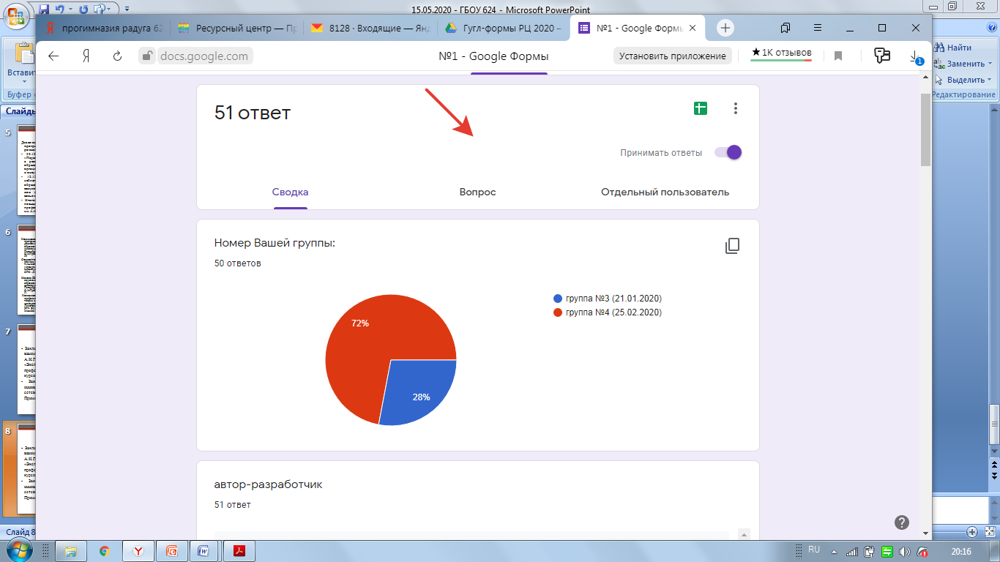 15.05.2020 - ГБОУ 624 - Microsoft PowerPoint
прогимназия радуга 62
Ресурсный центр — Пр
8128 · Входящие — Янд
Гугл-формы РЦ 2020 –
№1 - Google Формы
Я
docs.google.com
№1 - Google Формы
Установить приложение
★1K отзывов
1
Вставит
Буфер
Найти
Заменить
Выделить
Редактирование
Слайды
51 ответ
Принимать ответы
Сводка
Вопрос
Отдельный пользователь
Номер Вашей группы:
50 ответов
72%
28%
группа №3 (21.01.2020)
группа №4 (25.02.2020)
автор-разработчик
51 ответ
5
6
7
8
Слайд 8
RU
20:16